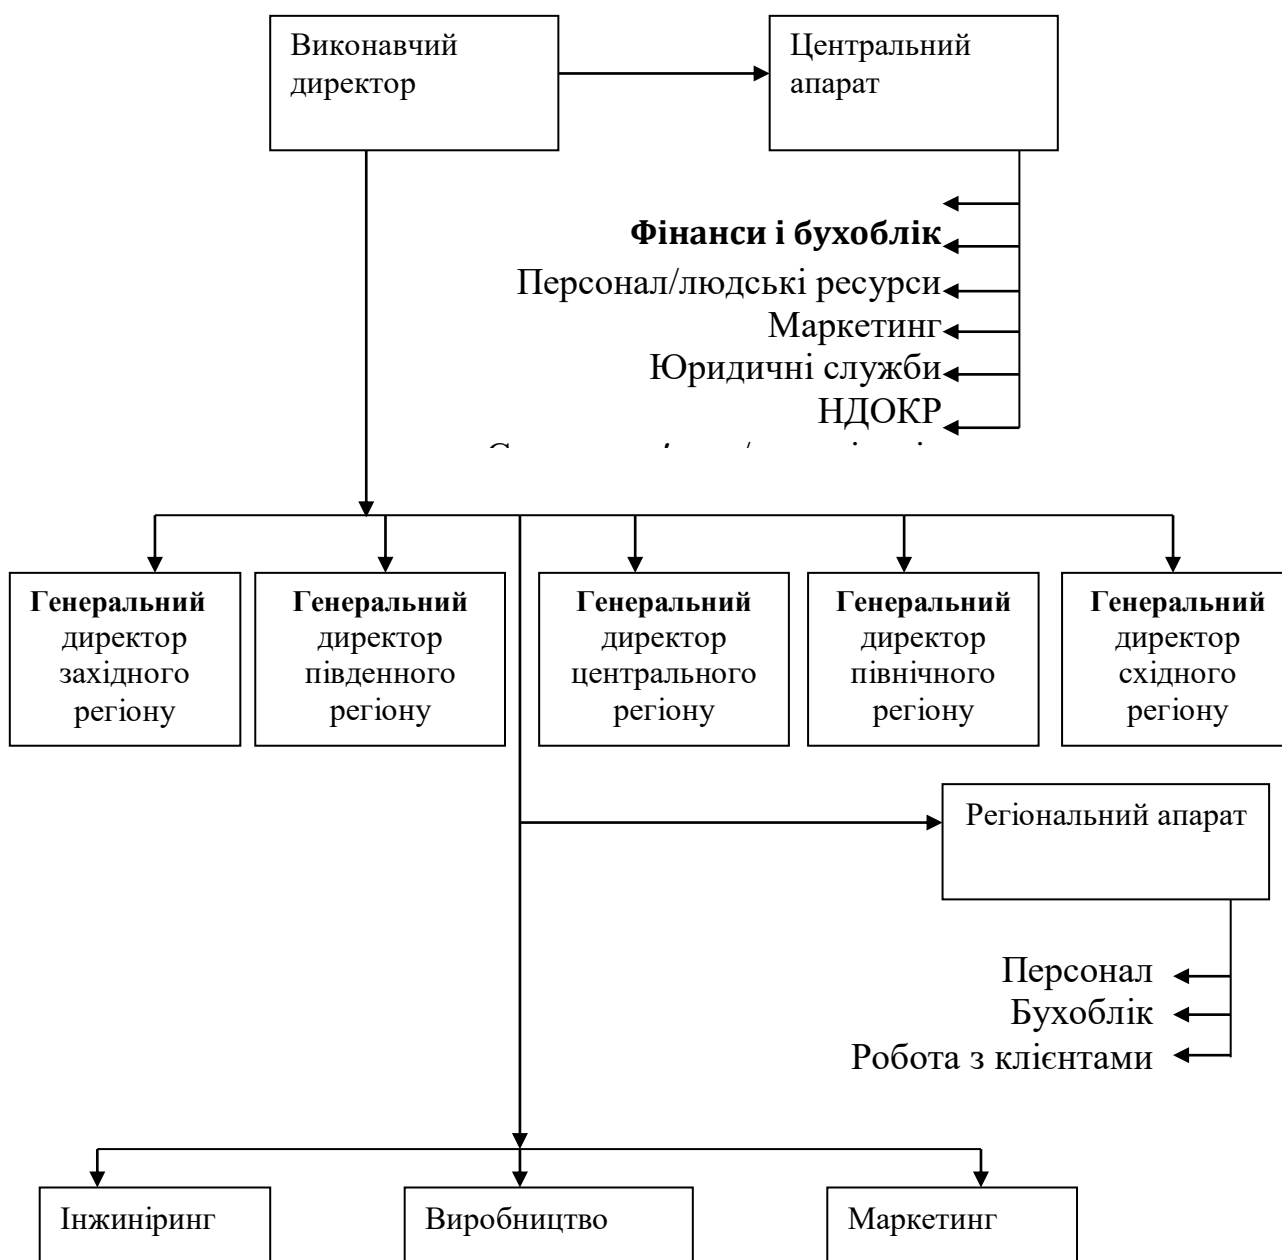 Виконавчий
директор
Центральний
апарат
Фінанси і бухоблік
Персонал/людські ресурси
Маркетинг
Юридичні служби
НДОКР
Генеральний
директор
західного
регіону
Генеральний
директор
південного
регіону
Генеральний
директор
центрального
регіону
Генеральний
директор
північного
регіону
Генеральний
директор
східного
регіону
Регіональний апарат
Персонал
Бухоблік
Робота з клієнтами
Інжиніринг
Виробництво
Маркетинг